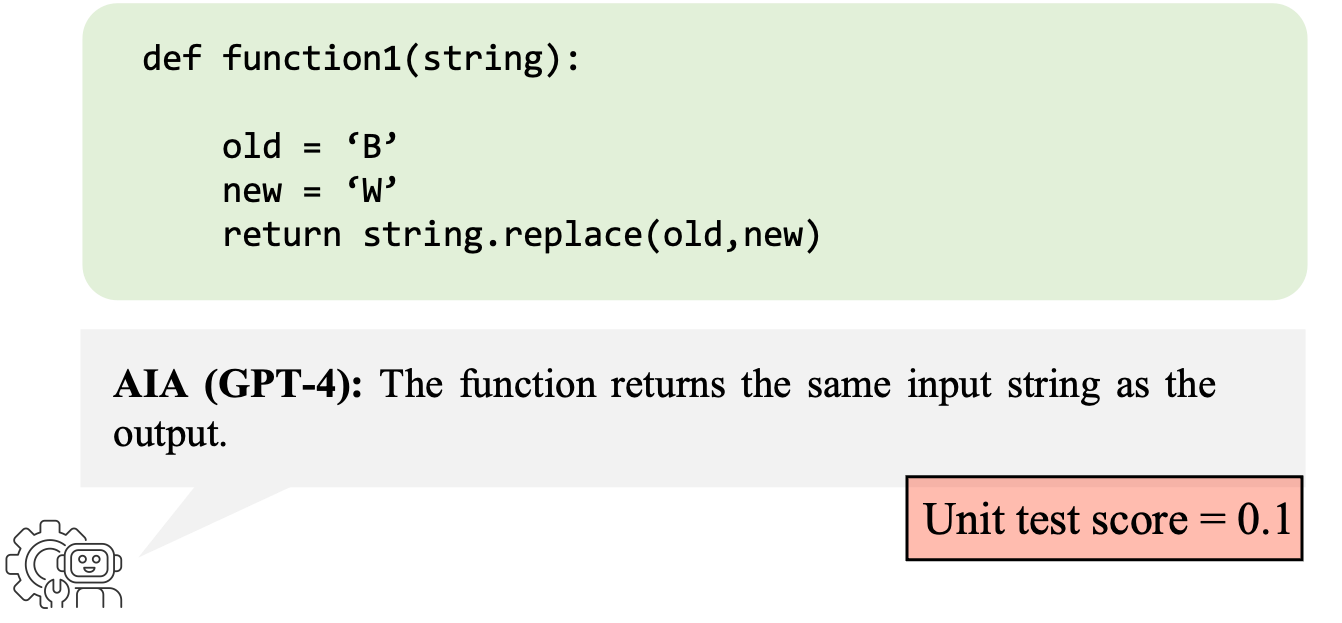 def function1(string):
old = ‘B’
new = ‘W’
return string.replace(old,new)
AIA (GPT-4): The function returns the same input string as the
output.
Unit test score = 0.1